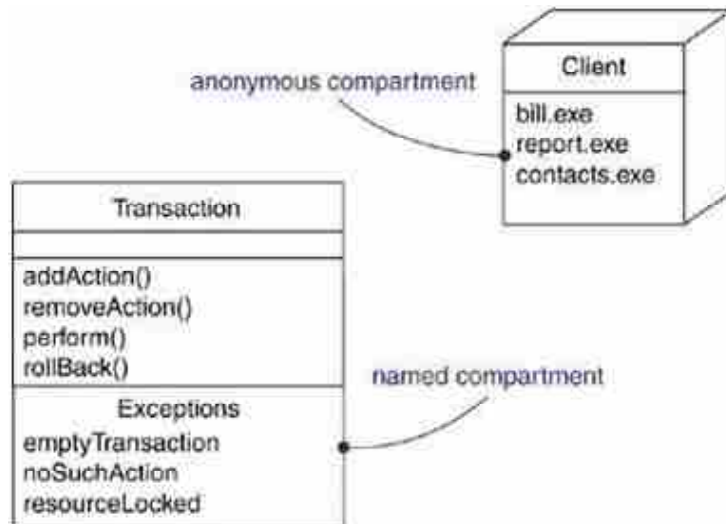 Client
anonymous compartment
bill.exe
report.exe
contacts.exe
Transaction
addAction()
removeAction()
perform()
rollBack()
named compartment
Exceptions
emptyTransaction
noSuchAction
resourceLocked